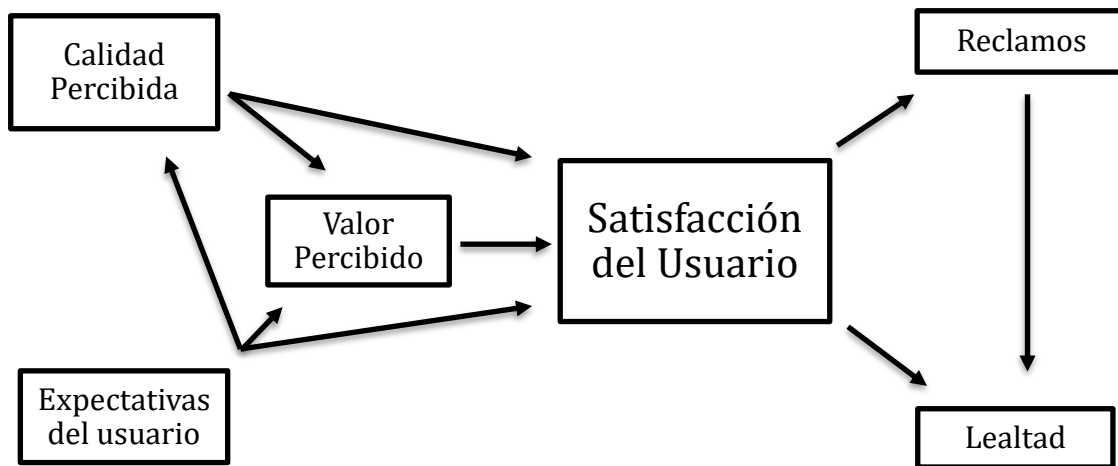 Calidad
Percibida
Reclamos
Valor
Percibido
Satisfacción
del Usuario
Expectativas
del usuario
Lealtad